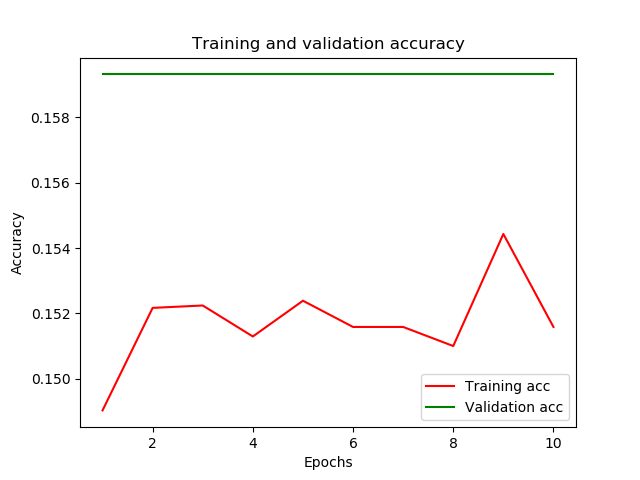 Training and validation accuracy
0.158
0.156
0.154
0.152
0.150
Accuracy
2
4
6
8
10
Epochs
Training acc
Validation acc